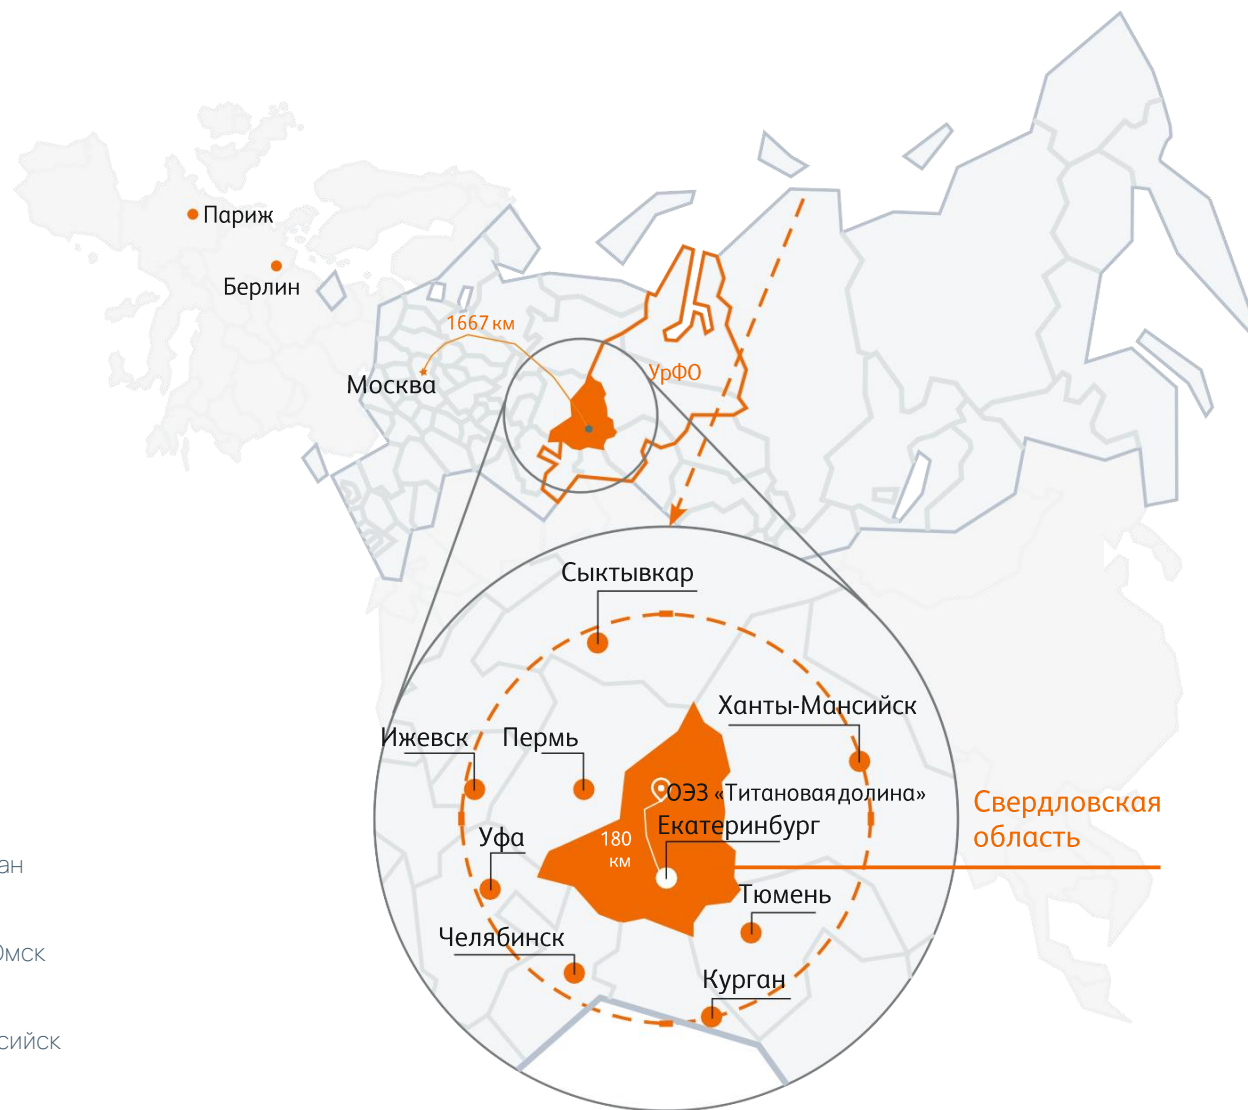 Париж
Берлин
1667 км
Москва
УрФО
Сыктывкар
Ханты-Мансийск
Ижевск
Пермь
ОЭЗ «Титановая долина»
Свердловская
область
Екатеринбург
180
км
Уфа
Тюмень
Челябинск
Курган